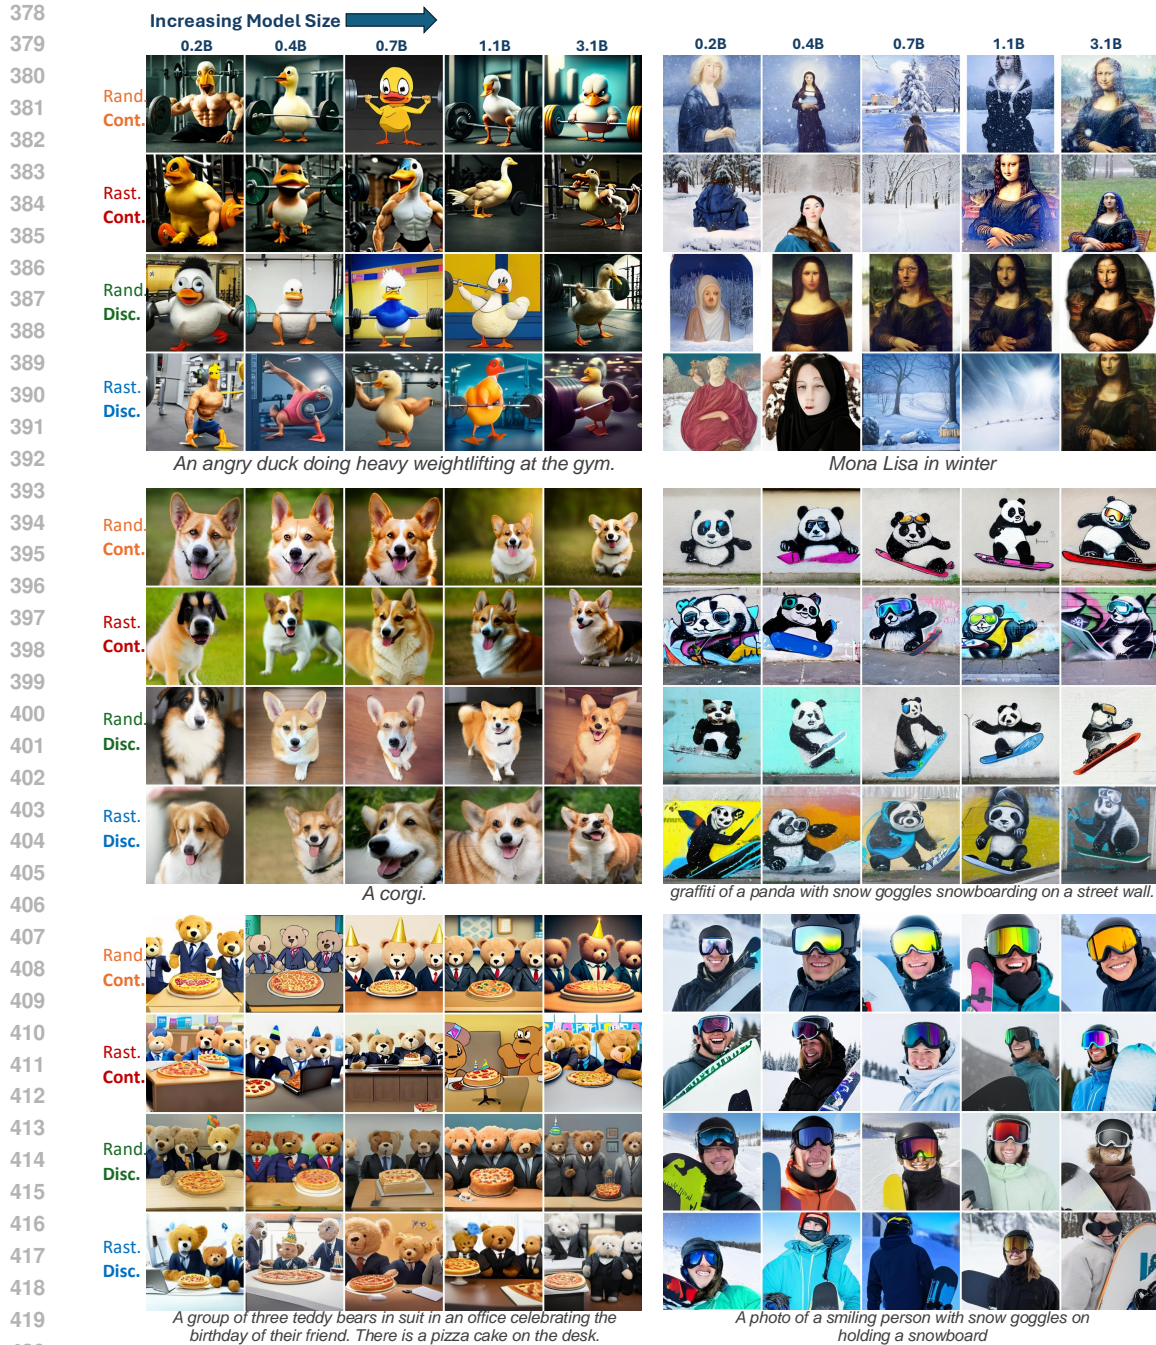 378
Increasing Model Size
379
0.2B 0.4B 0.7B 1.1B 3.1B
0.2B 0.4B 0.7B 1.1B 3.1B
380
Rand.
381
Cont.
382
383
Rast.
384
Cont.
385
386
Rand.
387
Disc.
388
389
Rast.
390
Disc.
391
392
An angry duck doing heavy weightlifting at the gym.
Mona Lisa in winter
393
394
Rand.
395
Cont.
396
397
Rast.
398
Cont.
399
400
Rand.
401
Disc.
402
403
Rast.
404
Disc.
405
A corgi.
graffiti of a panda with snow goggles snowboarding on a street wall.
406
407
408
Rand.
409
Cont.
410
411
Rast.
Cont.
412
413
Rand.
414
Disc.
415
416
417
Rast.
Disc.
418
419
A group of three teddy bears in suit in an office celebrating the
birthday of their friend. There is a pizza cake on the desk.
A photo of a smiling person with snow goggles on
holding a snowboard